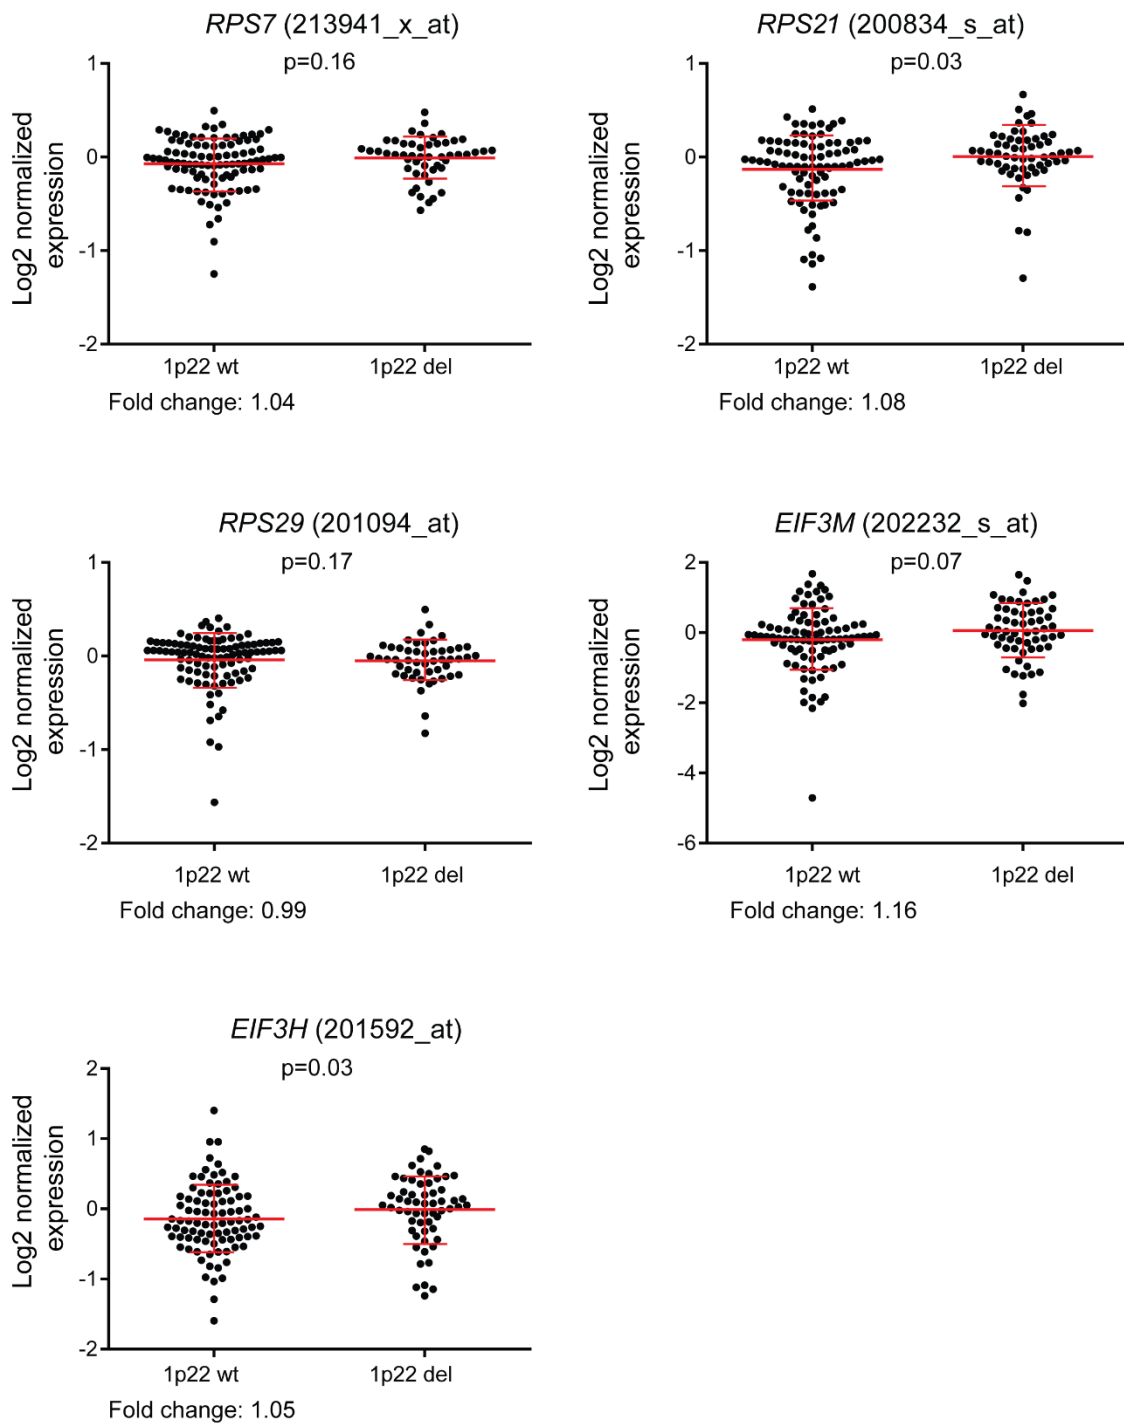 RPS7 (213941_x_at)
p=0.16
Log2 normalized
expression
1
0
-1
-2
1p22 wt
1p22 del
Fold change: 1.04
RPS21 (200834_s_at)
p=0.03
Log2 normalized
expression
1
0
-1
-2
1p22 wt
1p22 del
Fold change: 1.08
RPS29 (201094_at)
p=0.17
Log2 normalized
expression
1
0
-1
-2
1p22 wt
1p22 del
Fold change: 0.99
EIF3M (202232_s_at)
p=0.07
Log2 normalized
expression
2
0
-2
-4
-6
1p22 wt
1p22 del
Fold change: 1.16
EIF3H (201592_at)
p=0.03
Log2 normalized
expression
2
1
0
-1
-2
1p22 wt
1p22 del
Fold change: 1.05